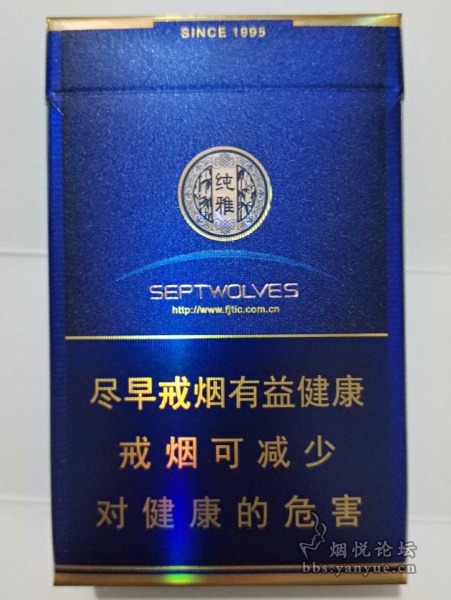 SINCE 1995
纯
雅
SEPTWOLVES
http://www.fjtic.com.cn
尽早戒烟有益健康
戒烟可减少
对健康的危害
烟悦论坛
bbs.yanyue.cn